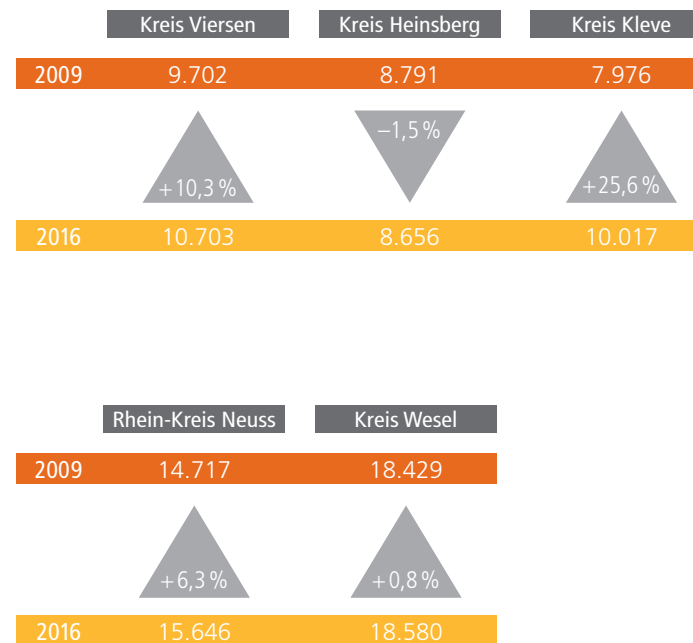 Kreis Viersen Kreis Heinsberg Kreis Kleve
2009 9.702 8.791 7.976
+10,3 % –1,5 % +25,6 %
2016 10.703 8.656 10.017
Rhein-Kreis Neuss Kreis Wesel
2009 14.717 18.429
+6,3 % +0,8 %
2016 15.646 18.580